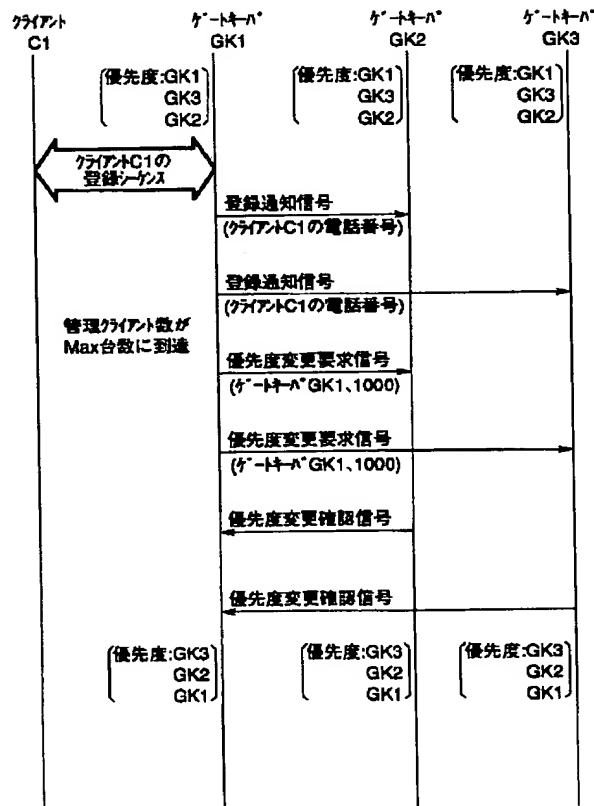 クライアント
C1
ゲートキーパ
GK1
ゲートキーパ
GK2
ゲートキーパ
GK3
優先度:GK1
GK3
GK2
優先度:GK1
GK3
GK2
優先度:GK1
GK3
GK2
クライアントC1の
登録シーケンス
登録通知信号
(クライアントC1の電話番号)
登録通知信号
(クライアントC1の電話番号)
管理クライアント数が
Max台数に到達
優先度変更要求信号
(ゲートキーパGK1、1000)
優先度変更要求信号
(ゲートキーパGK1、1000)
優先度変更確認信号
優先度変更確認信号
優先度:GK3
GK2
GK1
優先度:GK3
GK2
GK1
優先度:GK3
GK2
GK1